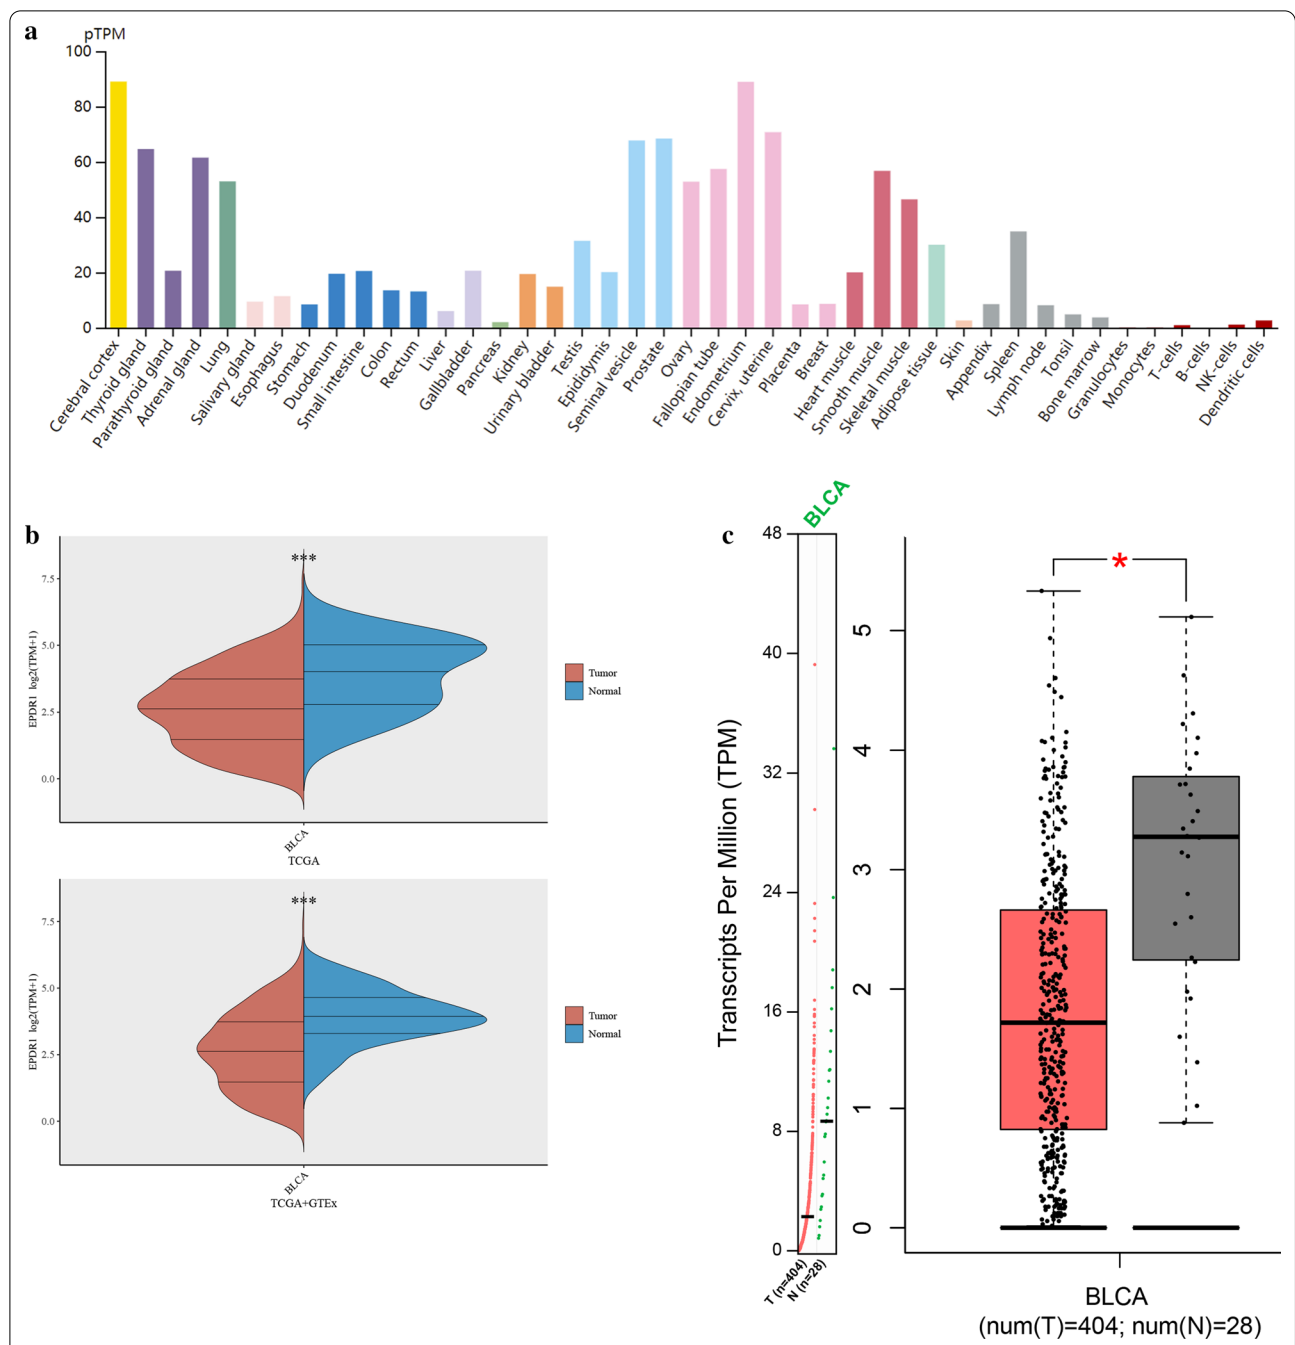 a
pTPM
100
80
60
40
20
0
Cerebral cortex
Thyroid gland
Parathyroid gland
Adrenal gland
Lung
Salivary gland
Esophagus
Stomach
Duodenum
Small intestine
Colon
Rectum
Liver
Gallbladder
Pancreas
Kidney
Urinary bladder
Testis
Epididymis
Seminal vesicle
Prostate
Ovary
Fallopian tube
Endometrium
Cervix, uterine
Placenta
Breast
Heart muscle
Smooth muscle
Skeletal muscle
Adipose tissue
Skin
Appendix
Spleen
Lymph node
Tonsil
Bone marrow
Granulocytes
Monocytes
T-cells
B-cells
NK-cells
Dendritic cells
b
***
7.5
5.0
2.5
0.0
EPDR1 log2(TPM+1)
BLCA
TCGA
Tumor
Normal
***
7.5
5.0
2.5
0.0
EPDR1 log2(TPM+1)
BLCA
TCGA+GTEx
Tumor
Normal
c
BLCA
48
40
32
24
16
8
0
Transcripts Per Million (TPM)
T (n=404)
N (n=28)
*
5
4
3
2
1
0
BLCA
(num(T)=404; num(N)=28)